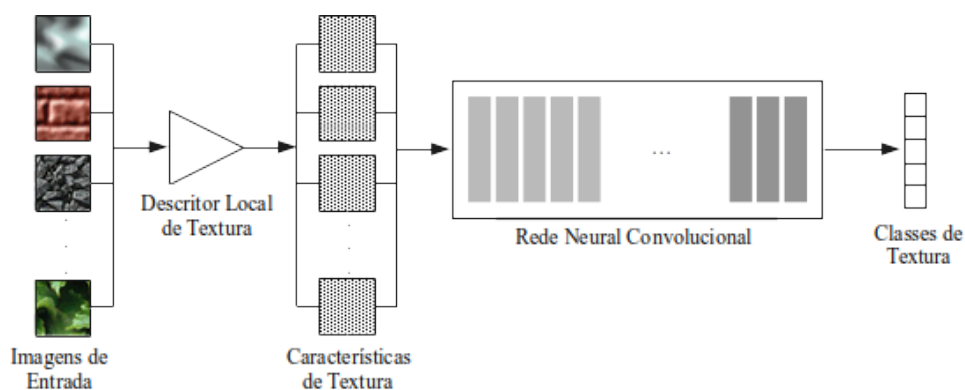 Descritor Local
de Textura
Rede Neural Convolucional
...
Classes de
Textura
Imagens de
Entrada
Características
de Textura